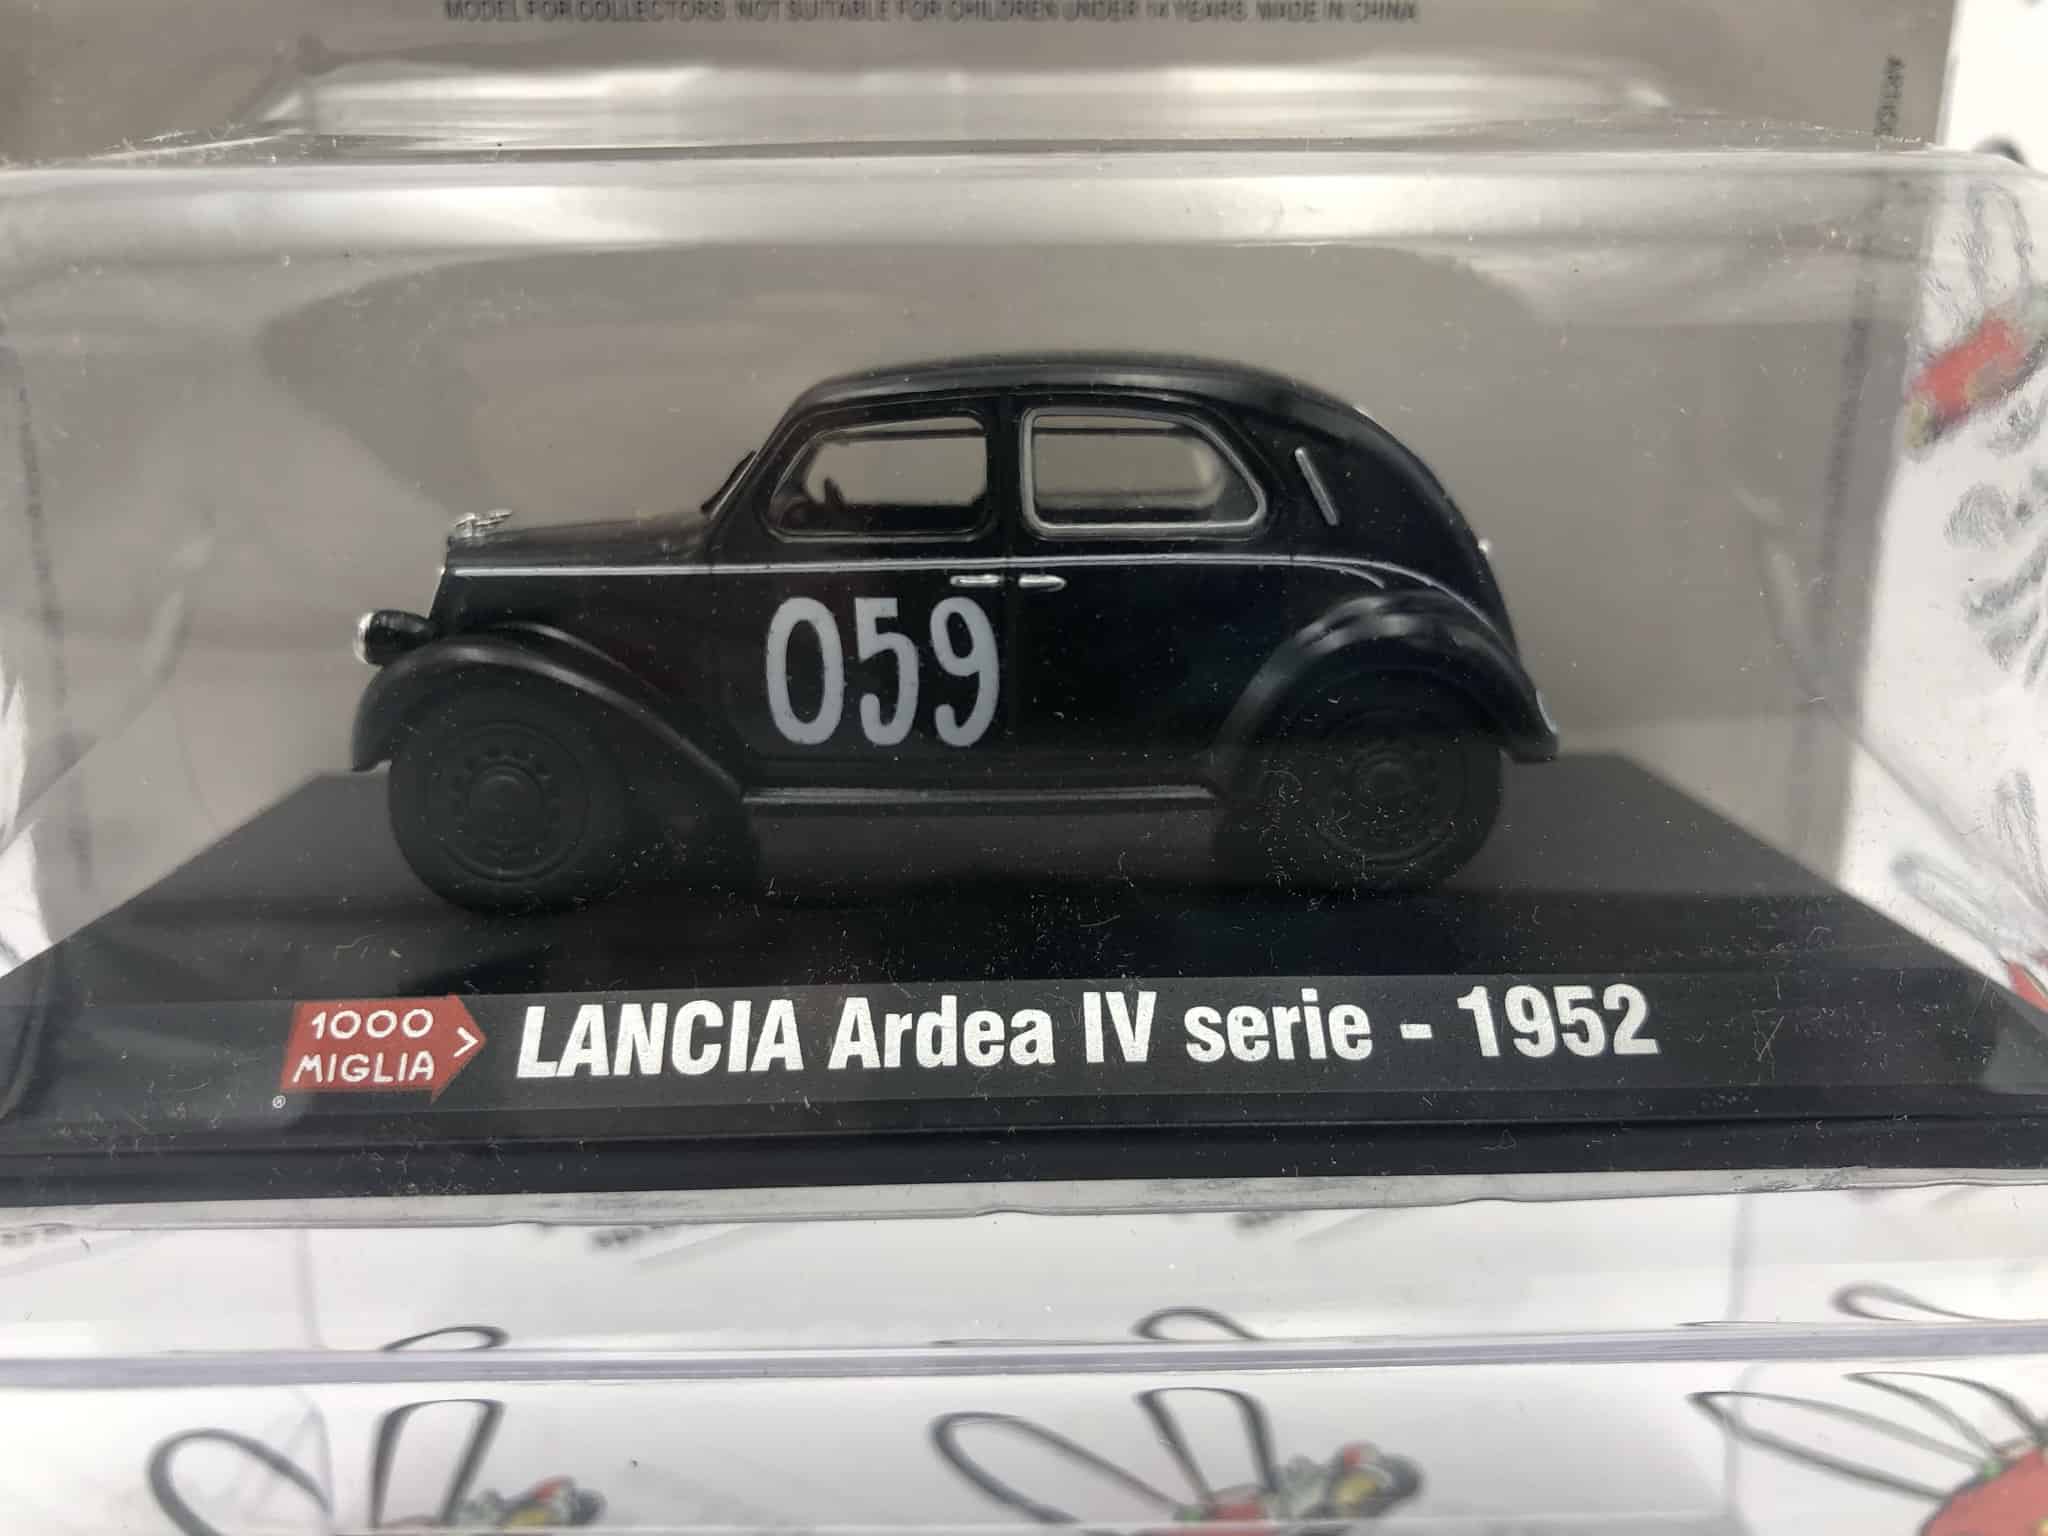 MODEL FOR COLLECTORS. NOT SUITABLE FOR CHILDREN UNDER 14 YEARS. MADE IN CHINA
059
1000
MIGLIA >
®
LANCIA Ardea IV serie - 1952